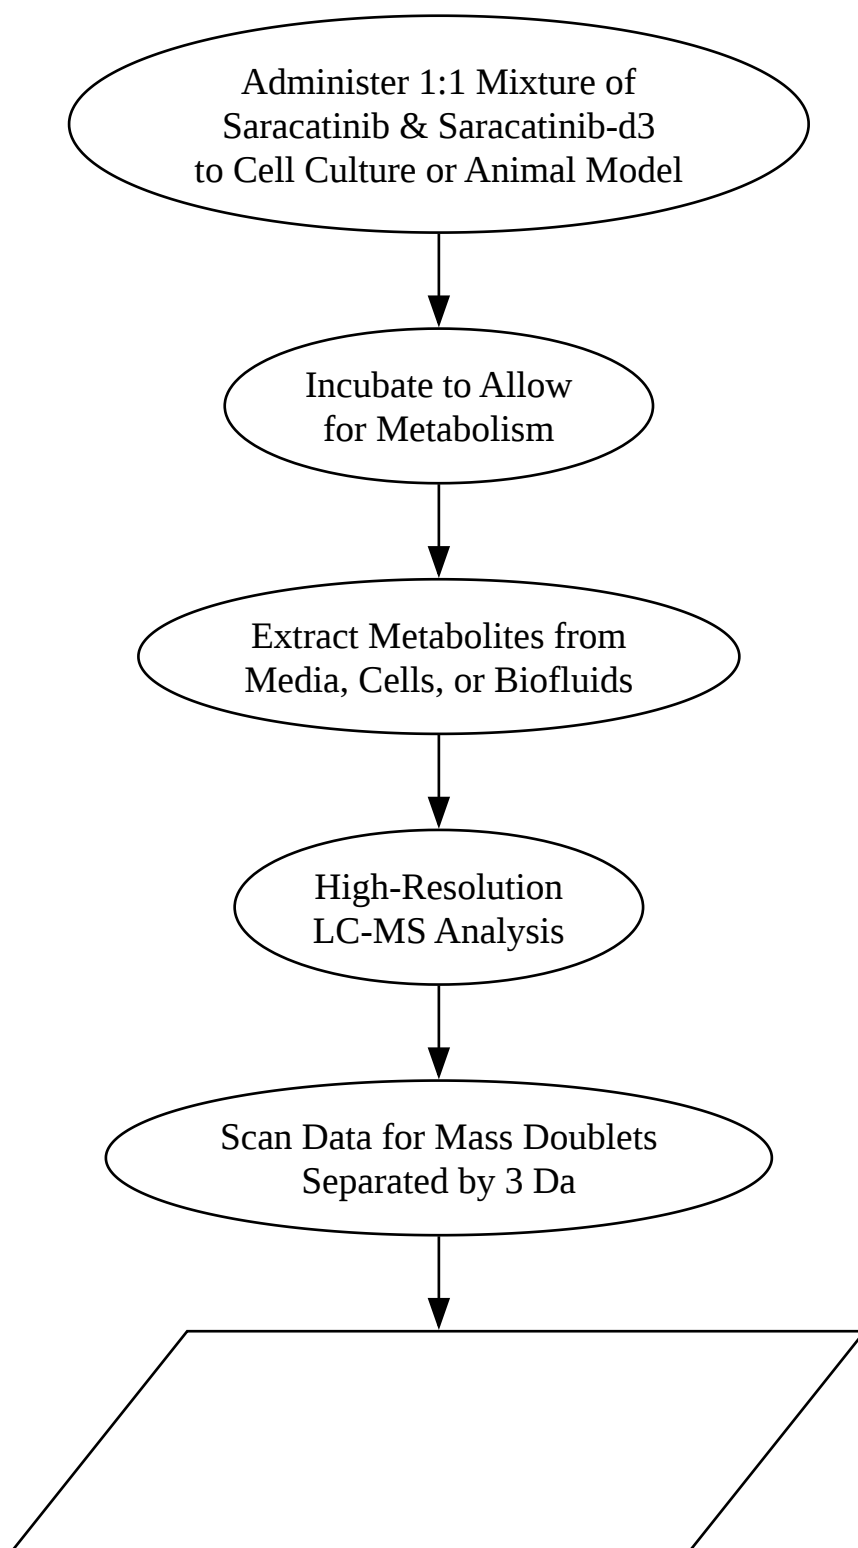 Administer 1:1 Mixture of
Saracatinib & Saracatinib-d3
to Cell Culture or Animal Model
Incubate to Allow
for Metabolism
Extract Metabolites from
Media, Cells, or Biofluids
High-Resolution
LC-MS Analysis
Scan Data for Mass Doublets
Separated by 3 Da